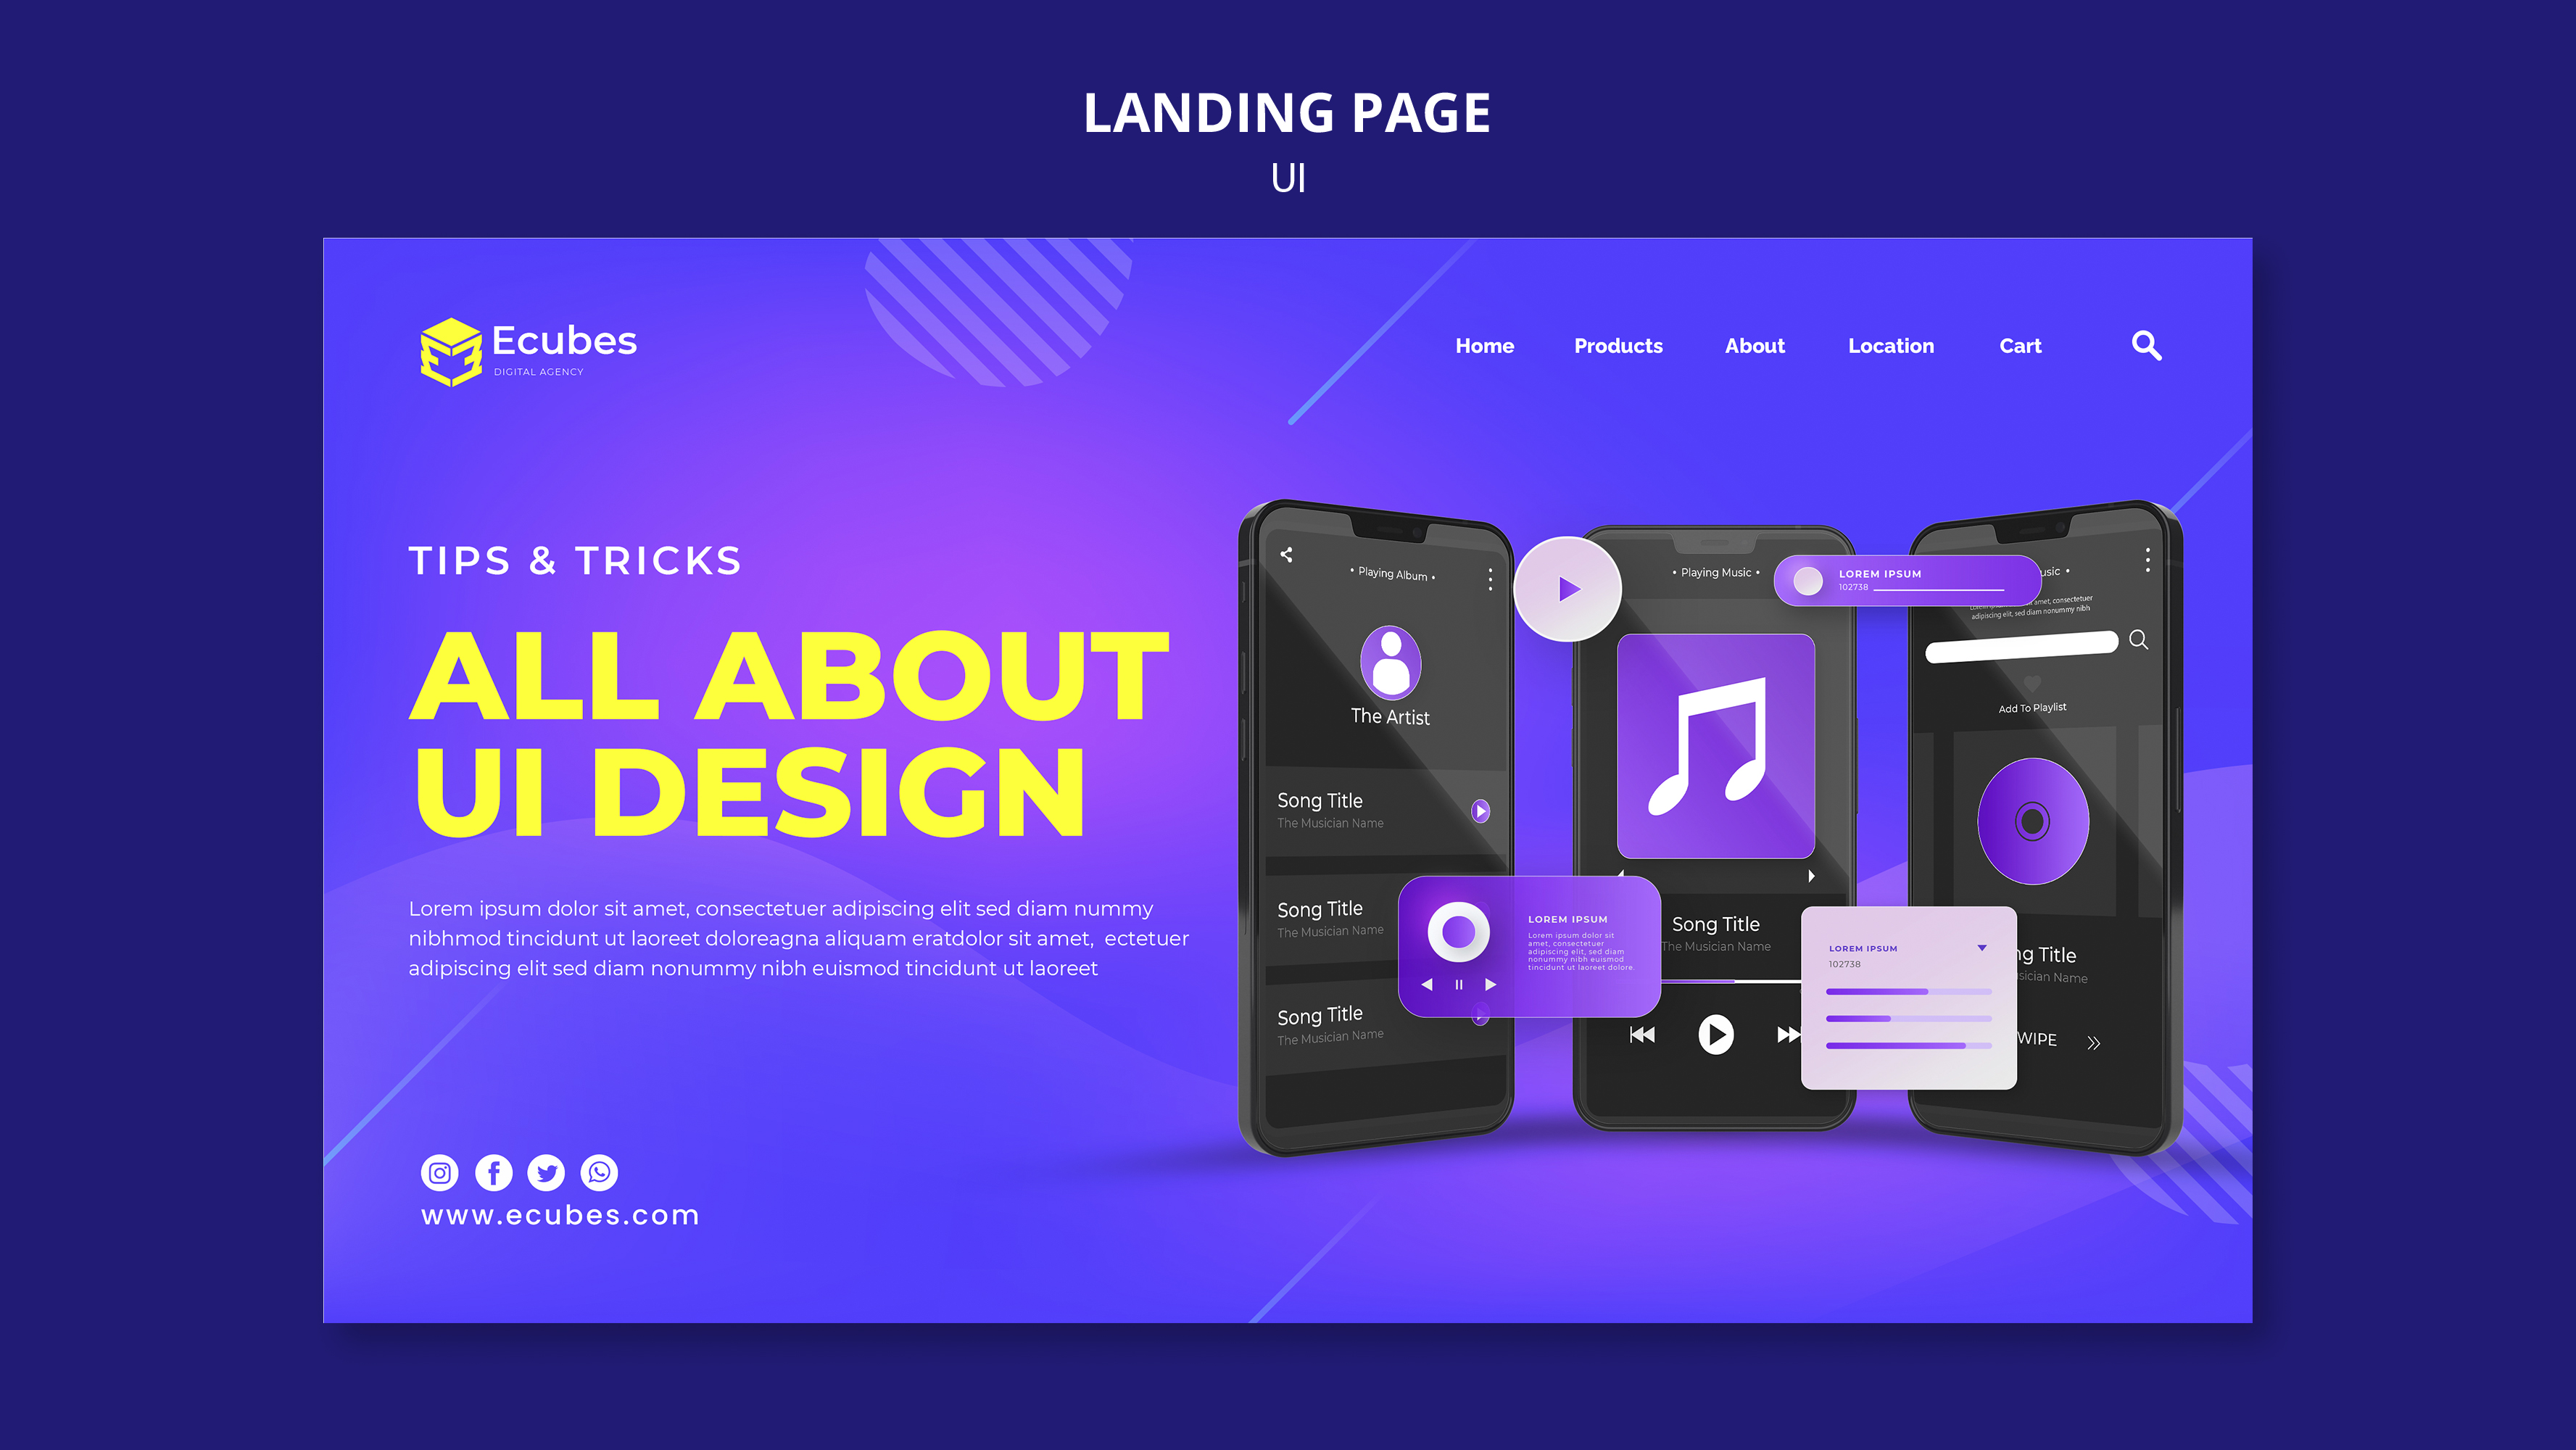 LANDING PAGE
UI
Ecubes
DIGITAL AGENCY
Home Products About Location Cart
TIPS & TRICKS
ALL ABOUT
UI DESIGN
Lorem ipsum dolor sit amet, consectetuer adipiscing elit sed diam nummy
nibhmod tincidunt ut laoreet doloreagna aliquam eratdolor sit amet, ectetuer
adipiscing elit sed diam nonummy nibh euismod tincidunt ut laoreet
www.ecubes.com
• Playing Album •
The Artist
Song Title
The Musician Name
Song Title
The Musician Name
Song Title
The Musician Name
LOREM IPSUM
Lorem ipsum dolor sit
amet, consectetuer
adipiscing elit, sed diam
nonummy nibh euismod
tincidunt ut laoreet dolore
• Playing Music •
Song Title
The Musician Name
LOREM IPSUM
102738
usic •
amet, consectetuer
adipiscing elit, sed diam nonummy nibh
Add To Playlist
ng Title
sician Name
WIPE
LOREM IPSUM
102738